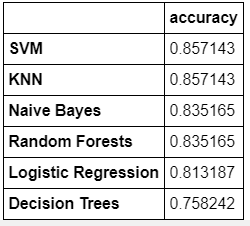 accuracy
SVM 0.857143
KNN 0.857143
Naive Bayes 0.835165
Random Forests 0.835165
Logistic Regression 0.813187
Decision Trees 0.758242